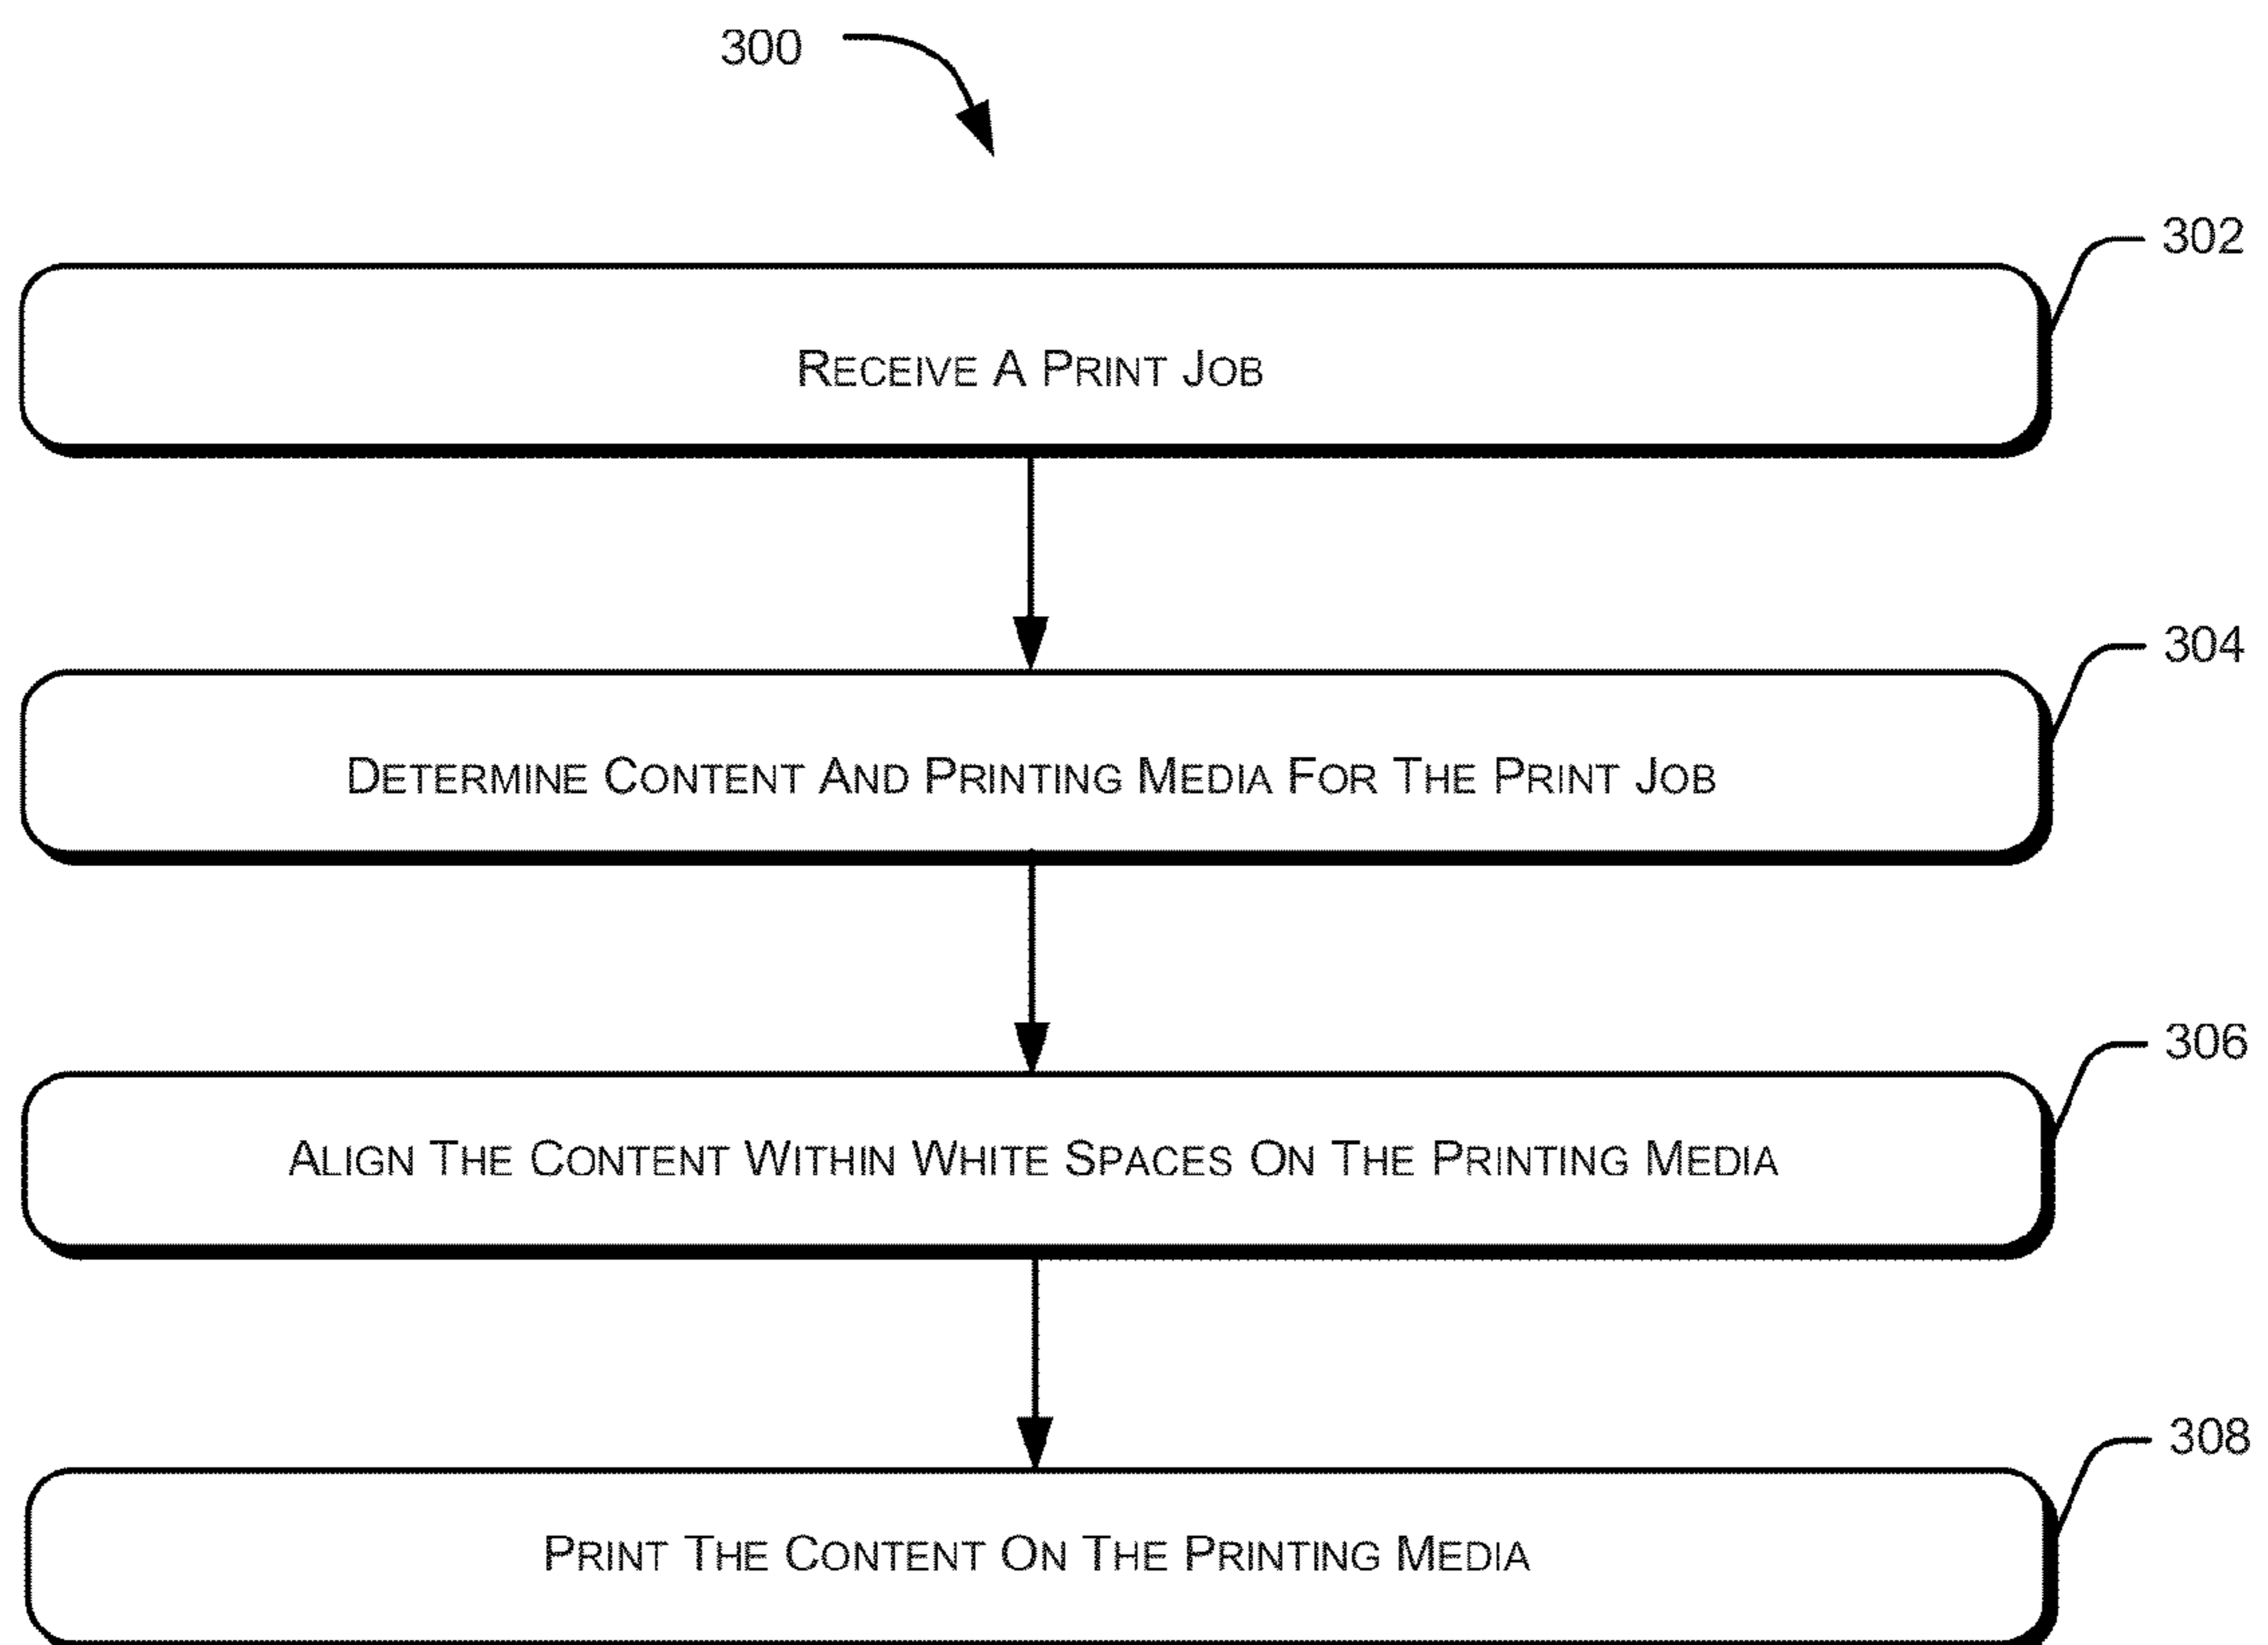 300
302
RECEIVE A PRINT JOB
304
DETERMINE CONTENT AND PRINTING MEDIA FOR THE PRINT JOB
306
ALIGN THE CONTENT WITHIN WHITE SPACES ON THE PRINTING MEDIA
308
PRINT THE CONTENT ON THE PRINTING MEDIA